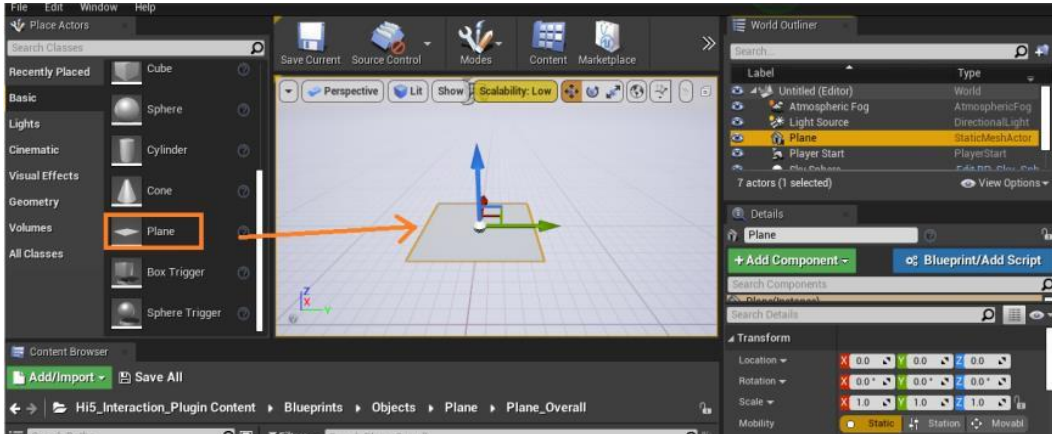 File Edit Window Help
Place Actors
Search Classes
Recently Placed
Basic
Lights
Cinematic
Visual Effects
Geometry
Volumes
All Classes
Cube
Sphere
Cylinder
Cone
Plane
Box Trigger
Sphere Trigger
Save Current Source Control Modes Content Marketplace
Perspective Lit Show Scalability: Low
Z
X
Y
World Outliner
Search...
Label Type
Untitled (Editor) World
Atmospheric Fog AtmosphericFog
Light Source DirectionalLight
Plane StaticMeshActor
Player Start PlayerStart
7 actors (1 selected) View Options
Details
Plane
+Add Component Blueprint/Add Script
Search Components
Search Details
Transform
Location X 0.0 Y 0.0 Z 0.0
Rotation X 0.0° Y 0.0° Z 0.0°
Scale X 1.0 Y 1.0 Z 1.0
Mobility Static Station Movabl
Content Browser
Add/Import Save All
Hi5_Interaction_Plugin Content Blueprints Objects Plane Plane_Overall